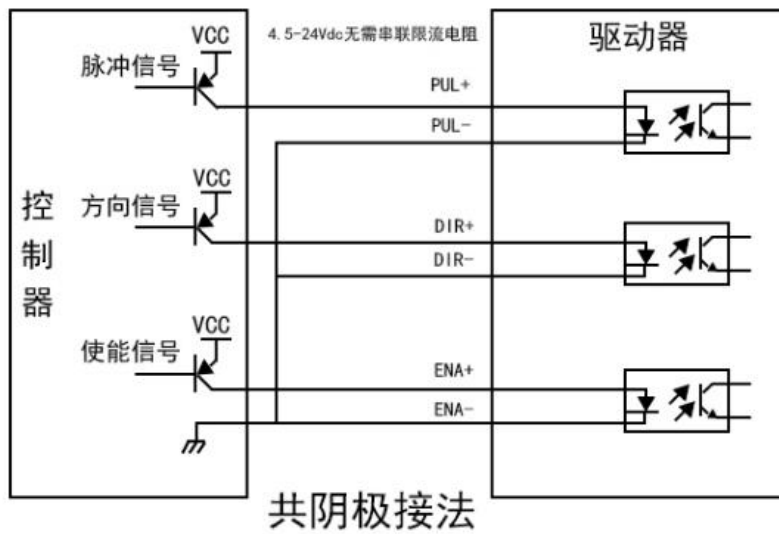 VCC
4.5-24Vdc无需串联限流电阻
驱动器
脉冲信号
PUL+
PUL-
VCC
方向信号
DIR+
DIR-
控制器
VCC
使能信号
ENA+
ENA-
共阴极接法